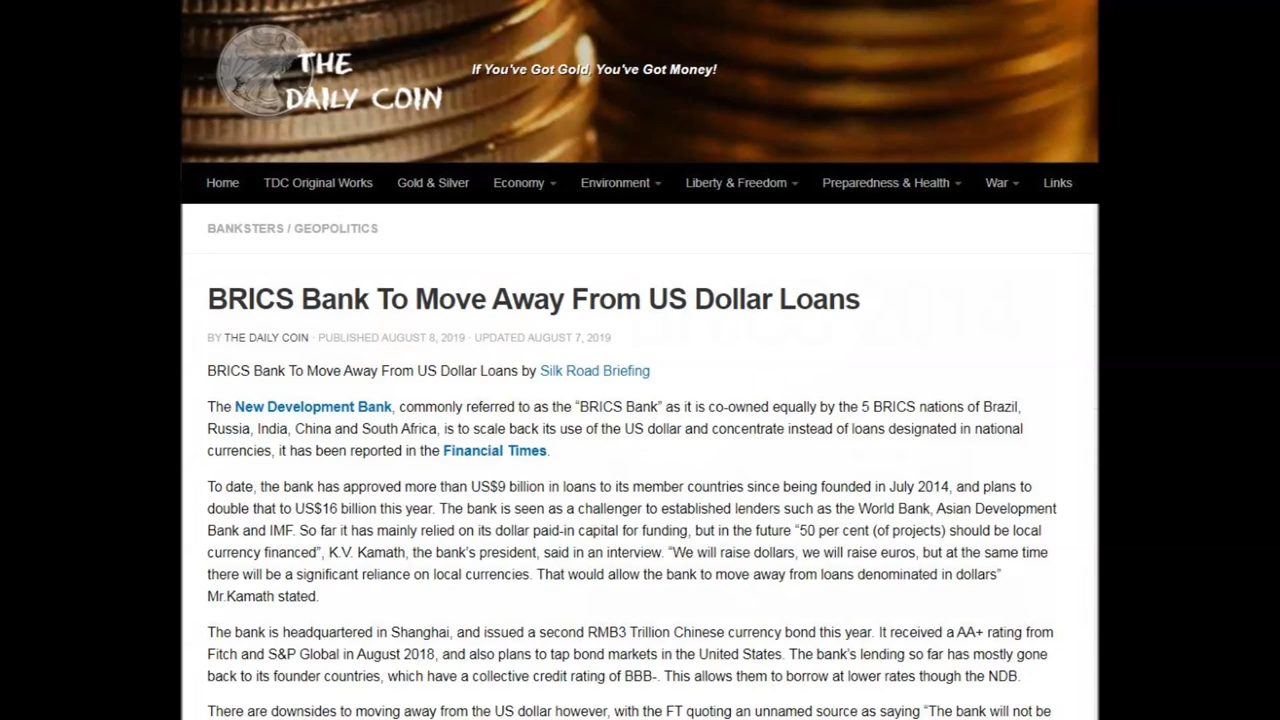 THE
DAILY COIN
If You've Got Gold, You've Got Money!
Home TDC Original Works Gold & Silver Economy Environment Liberty & Freedom Preparedness & Health War Links
BANKSTERS / GEOPOLITICS
BRICS Bank To Move Away From US Dollar Loans
BY THE DAILY COIN · PUBLISHED AUGUST 8, 2019 · UPDATED AUGUST 7, 2019
BRICS Bank To Move Away From US Dollar Loans by Silk Road Briefing
The New Development Bank, commonly referred to as the “BRICS Bank” as it is co-owned equally by the 5 BRICS nations of Brazil,
Russia, India, China and South Africa, is to scale back its use of the US dollar and concentrate instead of loans designated in national
currencies, it has been reported in the Financial Times.
To date, the bank has approved more than US$9 billion in loans to its member countries since being founded in July 2014, and plans to
double that to US$16 billion this year. The bank is seen as a challenger to established lenders such as the World Bank, Asian Development
Bank and IMF. So far it has mainly relied on its dollar paid-in capital for funding, but in the future “50 per cent (of projects) should be local
currency financed”, K.V. Kamath, the bank’s president, said in an interview. “We will raise dollars, we will raise euros, but at the same time
there will be a significant reliance on local currencies. That would allow the bank to move away from loans denominated in dollars”
Mr.Kamath stated.
The bank is headquartered in Shanghai, and issued a second RMB3 Trillion Chinese currency bond this year. It received a AA+ rating from
Fitch and S&P Global in August 2018, and also plans to tap bond markets in the United States. The bank’s lending so far has mostly gone
back to its founder countries, which have a collective credit rating of BBB-. This allows them to borrow at lower rates though the NDB.
There are downsides to moving away from the US dollar however, with the FT quoting an unnamed source as saying “The bank will not be